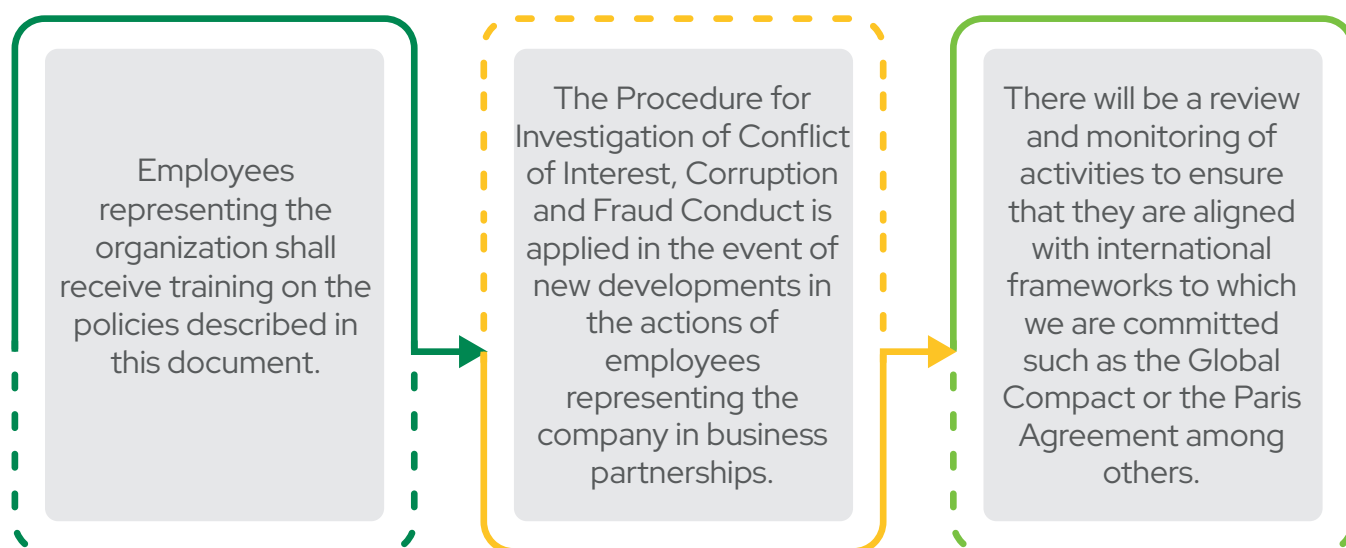 Employees
representing the
organization shall
receive training on the
policies described in
this document.
The Procedure for
Investigation of Conflict
of Interest, Corruption
and Fraud Conduct is
applied in the event of
new developments in
the actions of
employees
representing the
company in business
partnerships.
There will be a review
and monitoring of
activities to ensure
that they are aligned
with international
frameworks to which
we are committed
such as the Global
Compact or the Paris
Agreement among
others.